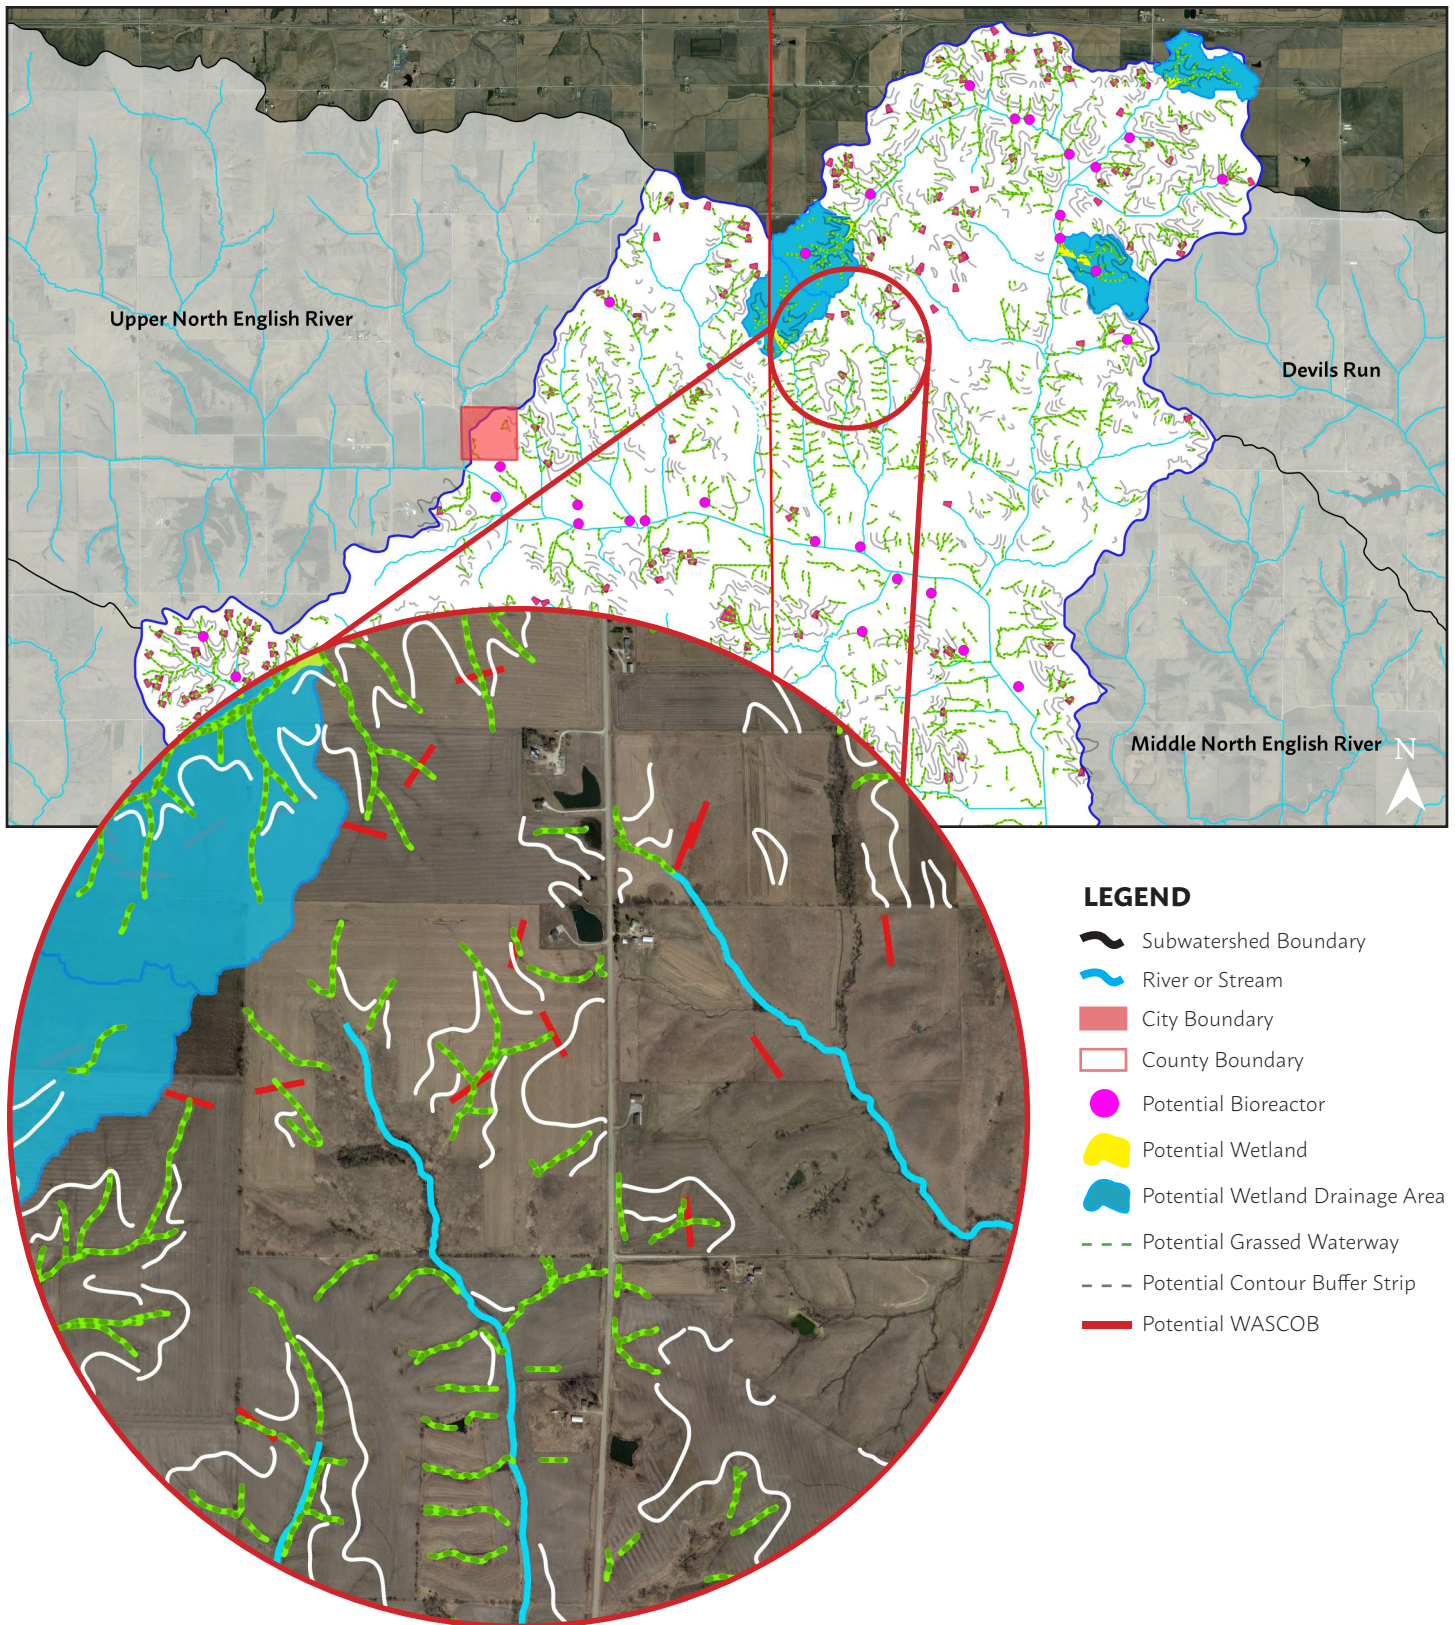 Upper North English River
Devils Run
Middle North English River
N
LEGEND
Subwatershed Boundary
River or Stream
City Boundary
County Boundary
Potential Bioreactor
Potential Wetland
Potential Wetland Drainage Area
Potential Grassed Waterway
Potential Contour Buffer Strip
Potential WASCOB